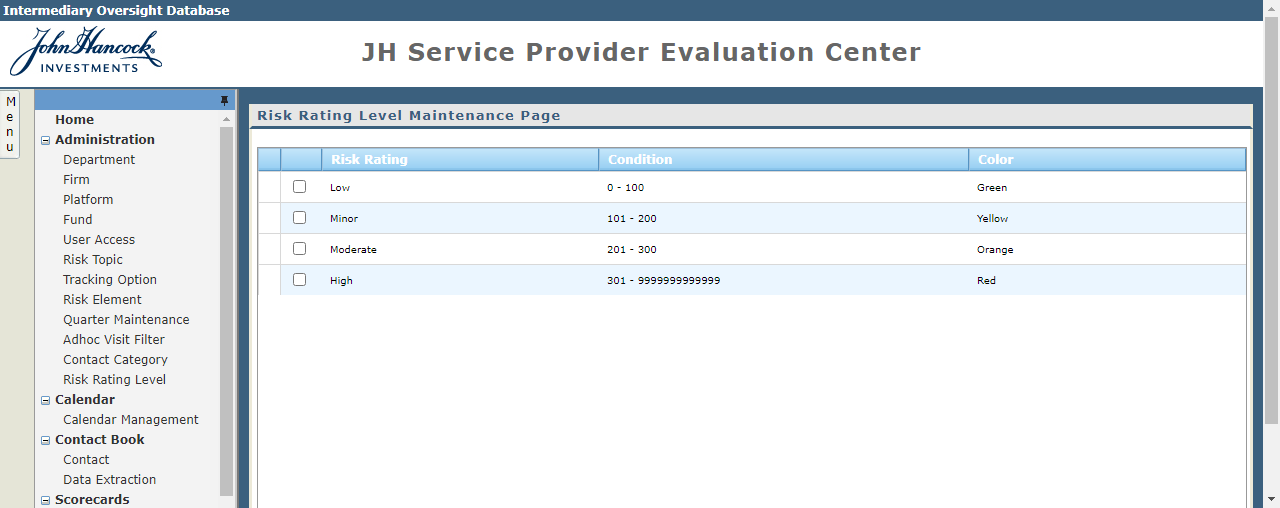 Intermediary Oversight Database
John Hancock
INVESTMENTS
JH Service Provider Evaluation Center
Menu
Home
Administration
Department
Firm
Platform
Fund
User Access
Risk Topic
Tracking Option
Risk Element
Quarter Maintenance
Adhoc Visit Filter
Contact Category
Risk Rating Level
Calendar
Calendar Management
Contact Book
Contact
Data Extraction
Scorecards
Risk Rating Level Maintenance Page
Risk Rating Condition Color
Low 0 - 100 Green
Minor 101 - 200 Yellow
Moderate 201 - 300 Orange
High 301 - 9999999999999 Red